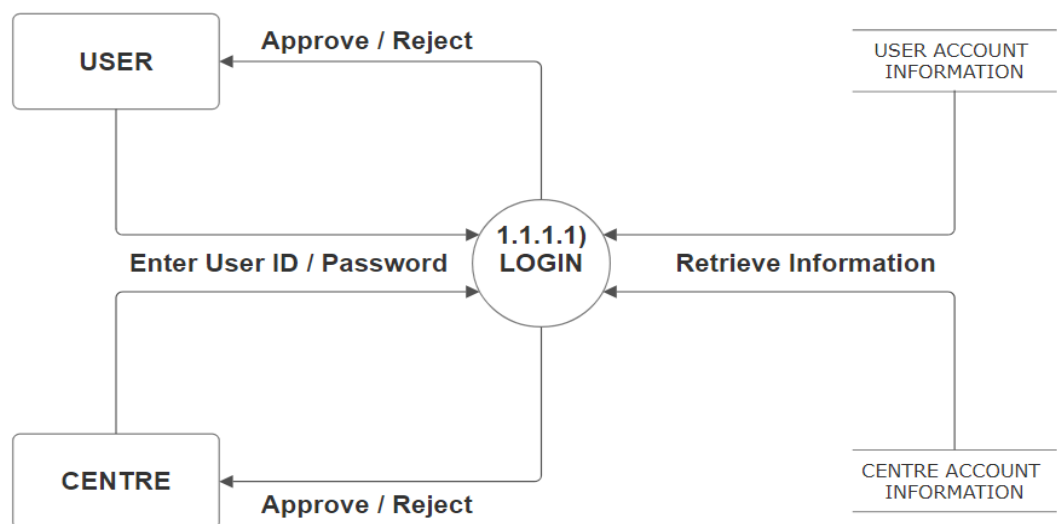 Approve / Reject
USER
USER ACCOUNT
INFORMATION
1.1.1.1)
LOGIN
Enter User ID / Password
Retrieve Information
CENTRE
Approve / Reject
CENTRE ACCOUNT
INFORMATION